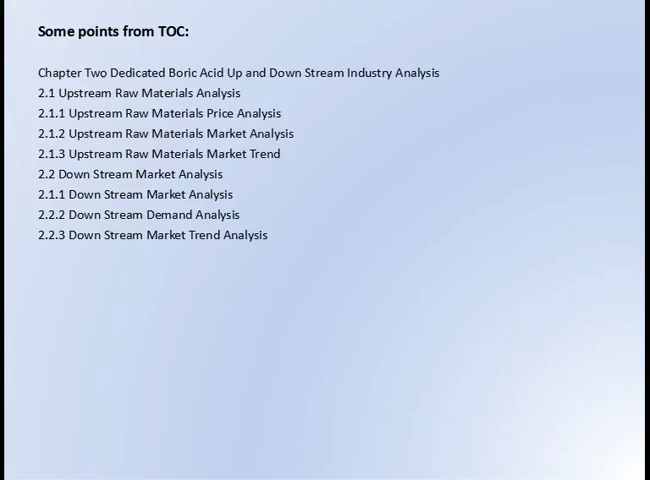 Some points from TOC:
Chapter Two Dedicated Boric Acid Up and Down Stream Industry Analysis
2.1 Upstream Raw Materials Analysis
2.1.1 Upstream Raw Materials Price Analysis
2.1.2 Upstream Raw Materials Market Analysis
2.1.3 Upstream Raw Materials Market Trend
2.2 Down Stream Market Analysis
2.1.1 Down Stream Market Analysis
2.2.2 Down Stream Demand Analysis
2.2.3 Down Stream Market Trend Analysis